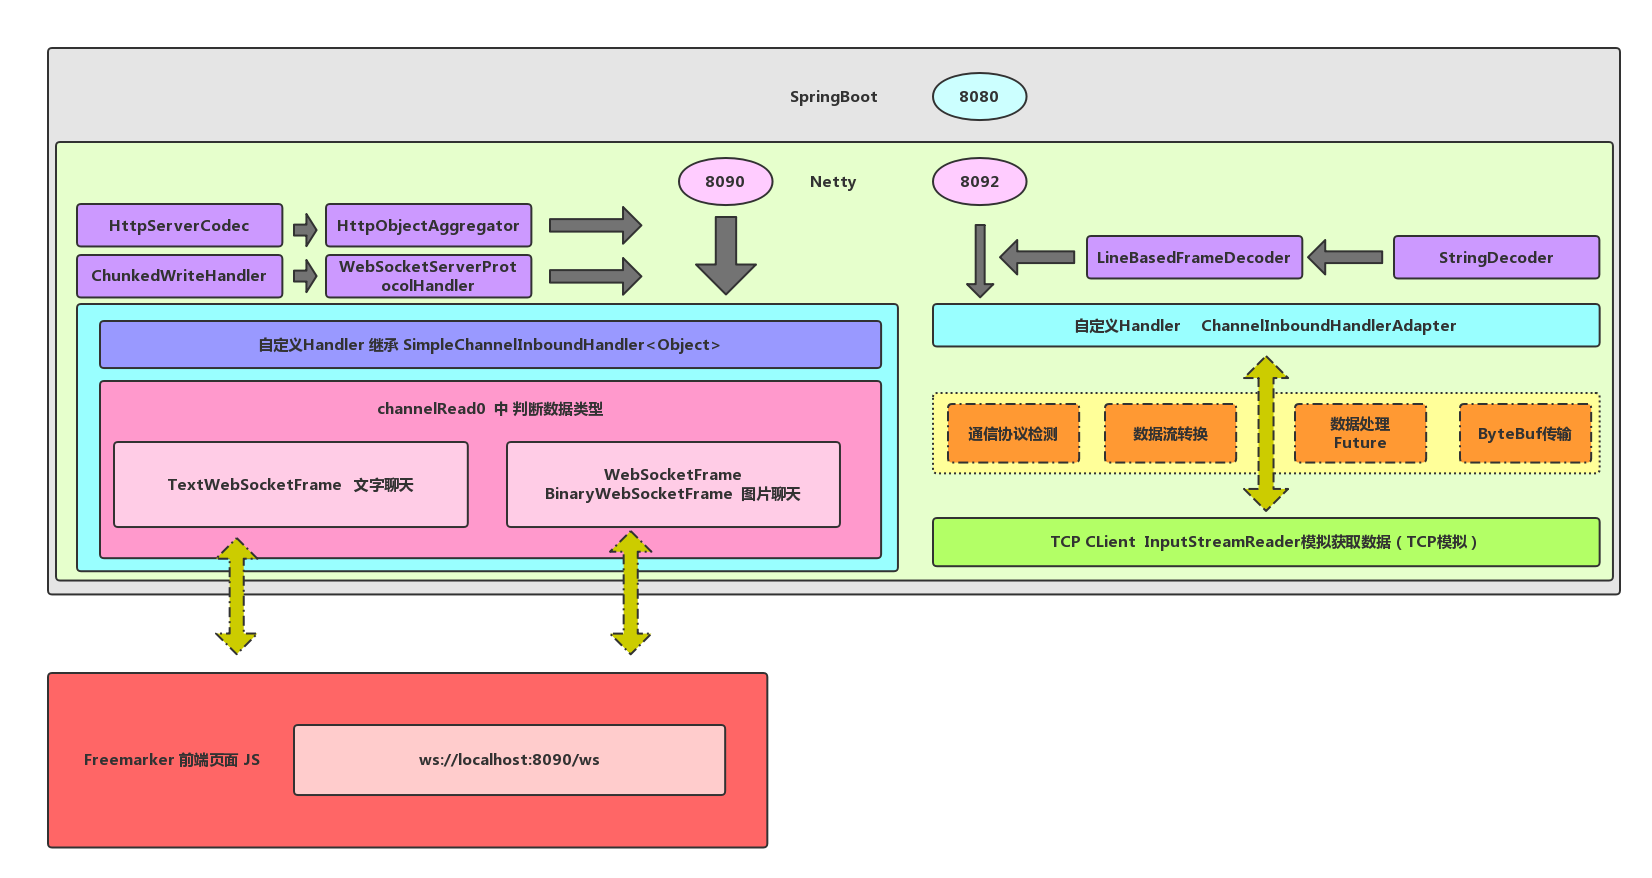 SpringBoot
8080
8090
Netty
8092
HttpServerCodec
HttpObjectAggregator
ChunkedWriteHandler
WebSocketServerProt
ocolHandler
LineBasedFrameDecoder
StringDecoder
自定义Handler 继承 SimpleChannelInboundHandler<Object>
channelRead0 中 判断数据类型
TextWebSocketFrame 文字聊天
WebSocketFrame
BinaryWebSocketFrame 图片聊天
自定义Handler ChannelInboundHandlerAdapter
通信协议检测
数据流转换
数据处理
Future
ByteBuf传输
TCP CLient InputStreamReader模拟获取数据（TCP模拟）
Freemarker 前端页面 JS
ws://localhost:8090/ws